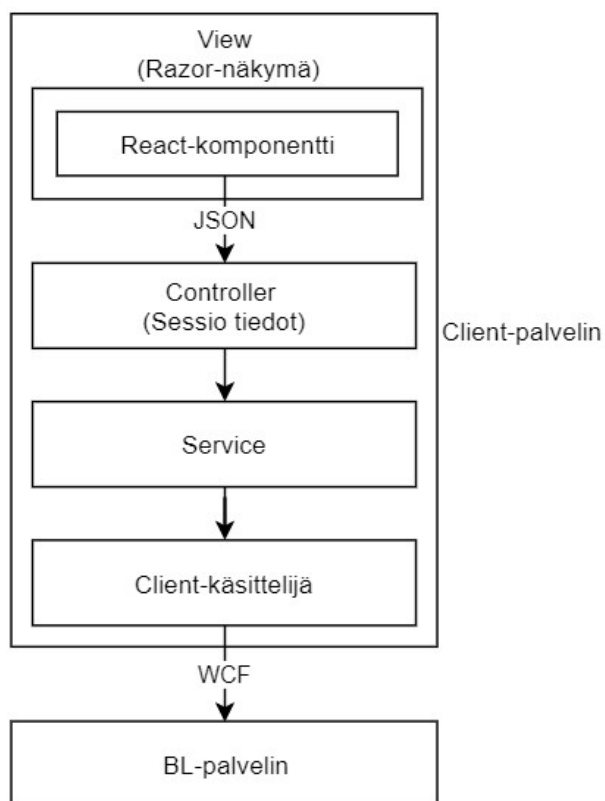 View
(Razor-näkymä)
React-komponentti
JSON
Controller
(Sessio tiedot)
Client-palvelin
Service
Client-käsittelijä
WCF
BL-palvelin